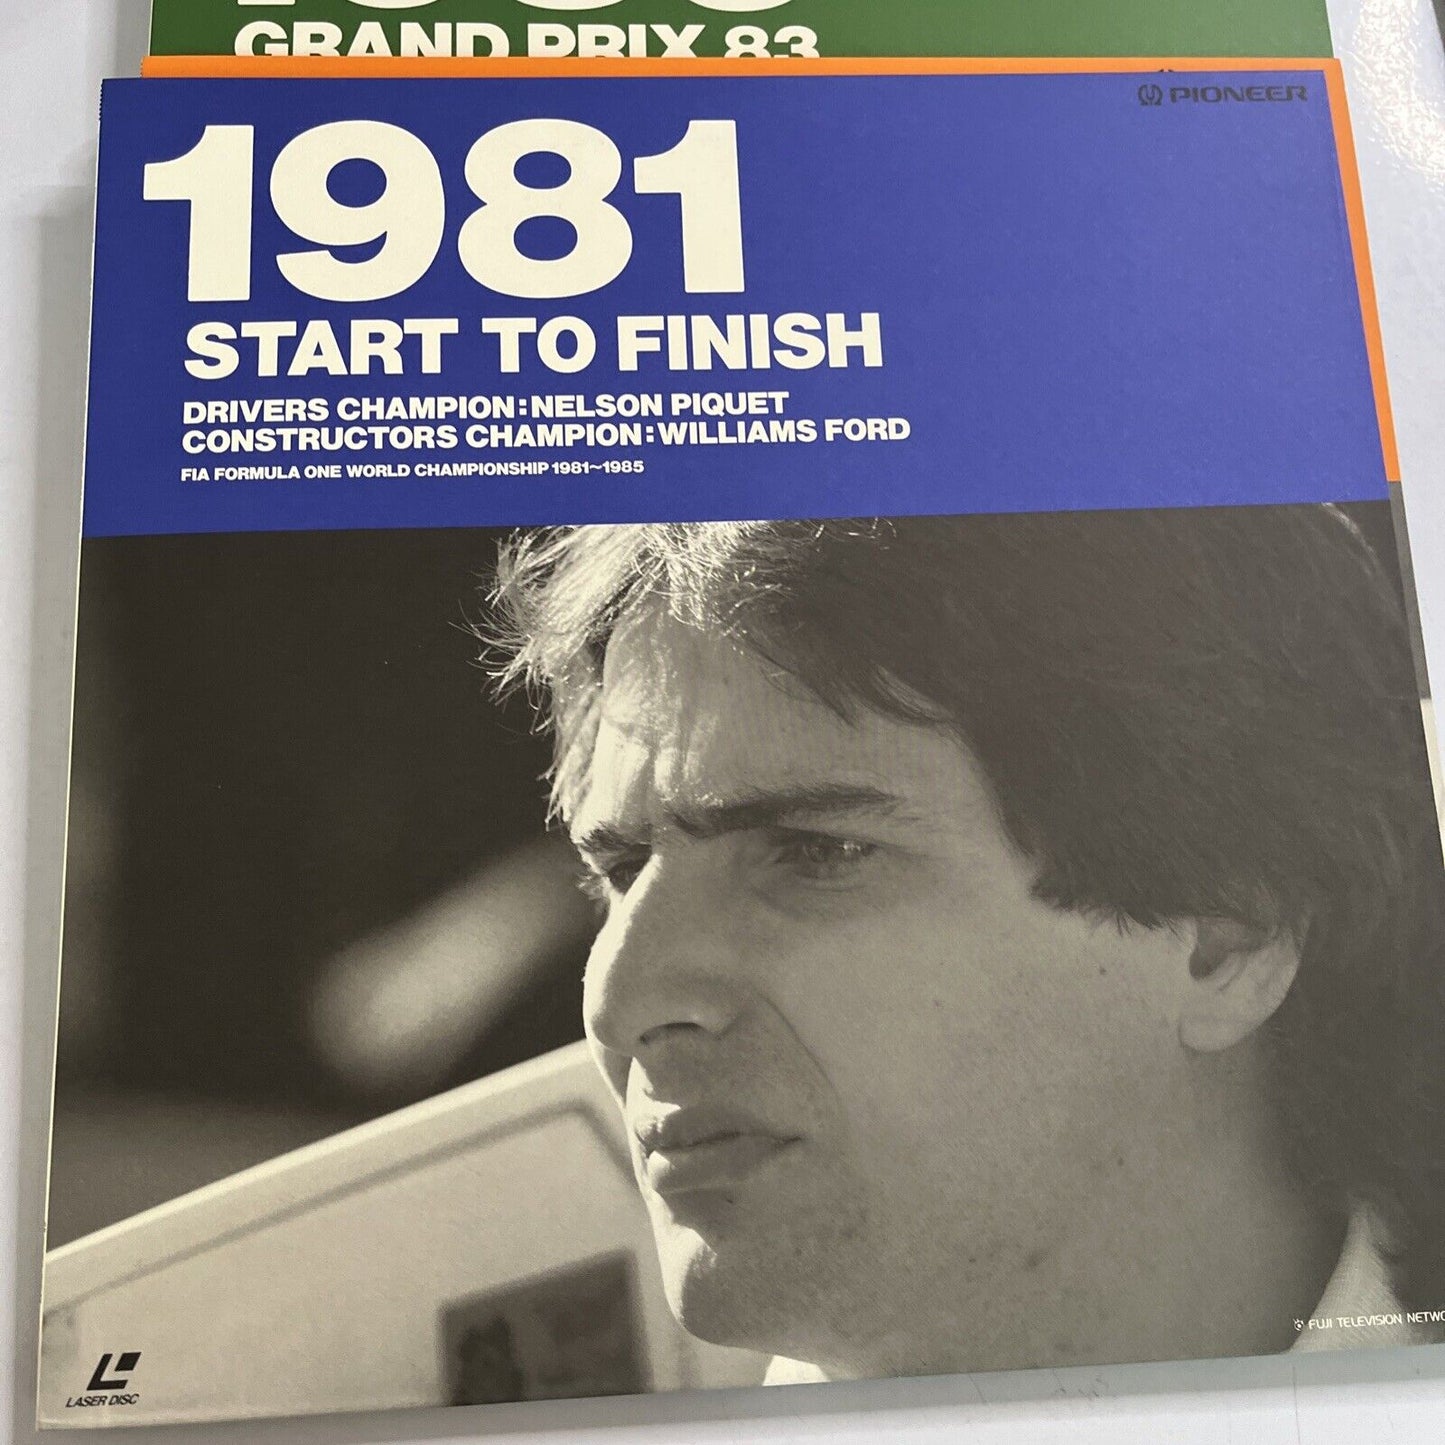 GRAND PRIX 83
PIONEER
1981
START TO FINISH
DRIVERS CHAMPION:NELSON PIQUET
CONSTRUCTORS CHAMPION:WILLIAMS FORD
FIA FORMULA ONE WORLD CHAMPIONSHIP 1981~1985
FUJI TELEVISION
LASER DISC